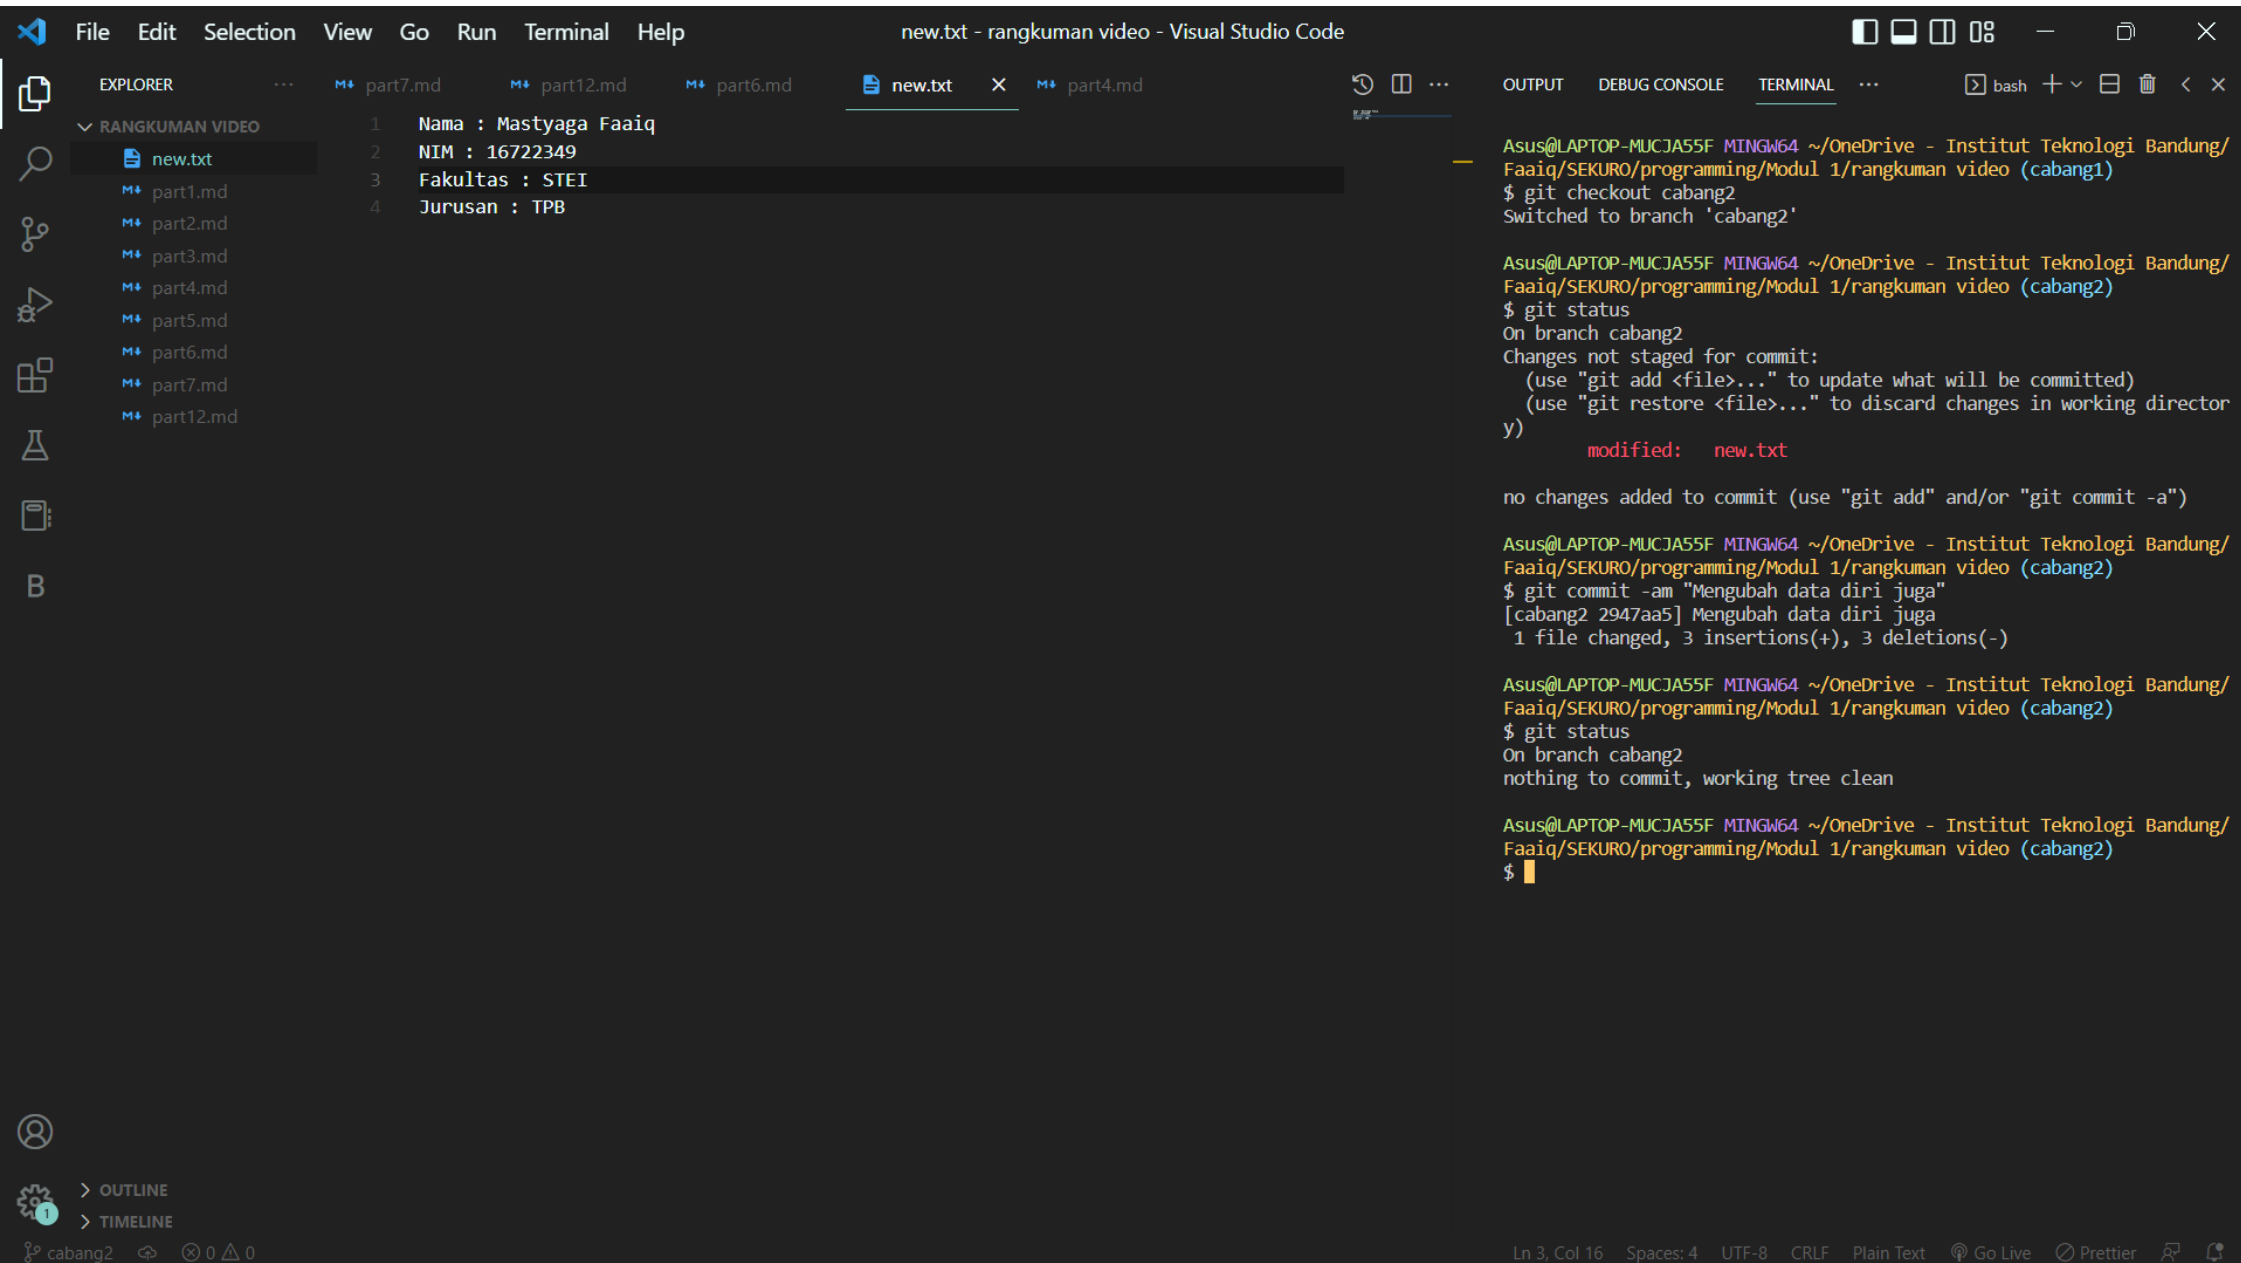 File Edit Selection View Go Run Terminal Help
new.txt - rangkuman video - Visual Studio Code
EXPLORER
part7.md part12.md part6.md new.txt part4.md
RANGKUMAN VIDEO
new.txt
part1.md
part2.md
part3.md
part4.md
part5.md
part6.md
part7.md
part12.md
1 Nama : Mastyaga Faaiq
2 NIM : 16722349
3 Fakultas : STEI
4 Jurusan : TPB
OUTPUT DEBUG CONSOLE TERMINAL ... bash
Asus@LAPTOP-MUCJA55F MINGW64 ~/OneDrive - Institut Teknologi Bandung/
Faaiq/SEKURO/programming/Modul 1/rangkuman video (cabang1)
$ git checkout cabang2
Switched to branch 'cabang2'
Asus@LAPTOP-MUCJA55F MINGW64 ~/OneDrive - Institut Teknologi Bandung/
Faaiq/SEKURO/programming/Modul 1/rangkuman video (cabang2)
$ git status
On branch cabang2
Changes not staged for commit:
(use "git add <file>..." to update what will be committed)
(use "git restore <file>..." to discard changes in working director
y)
modified: new.txt
no changes added to commit (use "git add" and/or "git commit -a")
Asus@LAPTOP-MUCJA55F MINGW64 ~/OneDrive - Institut Teknologi Bandung/
Faaiq/SEKURO/programming/Modul 1/rangkuman video (cabang2)
$ git commit -am "Mengubah data diri juga"
[cabang2 2947aa5] Mengubah data diri juga
1 file changed, 3 insertions(+), 3 deletions(-)
Asus@LAPTOP-MUCJA55F MINGW64 ~/OneDrive - Institut Teknologi Bandung/
Faaiq/SEKURO/programming/Modul 1/rangkuman video (cabang2)
$ git status
On branch cabang2
nothing to commit, working tree clean
Asus@LAPTOP-MUCJA55F MINGW64 ~/OneDrive - Institut Teknologi Bandung/
Faaiq/SEKURO/programming/Modul 1/rangkuman video (cabang2)
$
B
1
OUTLINE
TIMELINE
cabang2 0 0
Ln 3, Col 16 Spaces: 4 UTF-8 CRLF Plain Text Go Live Prettier